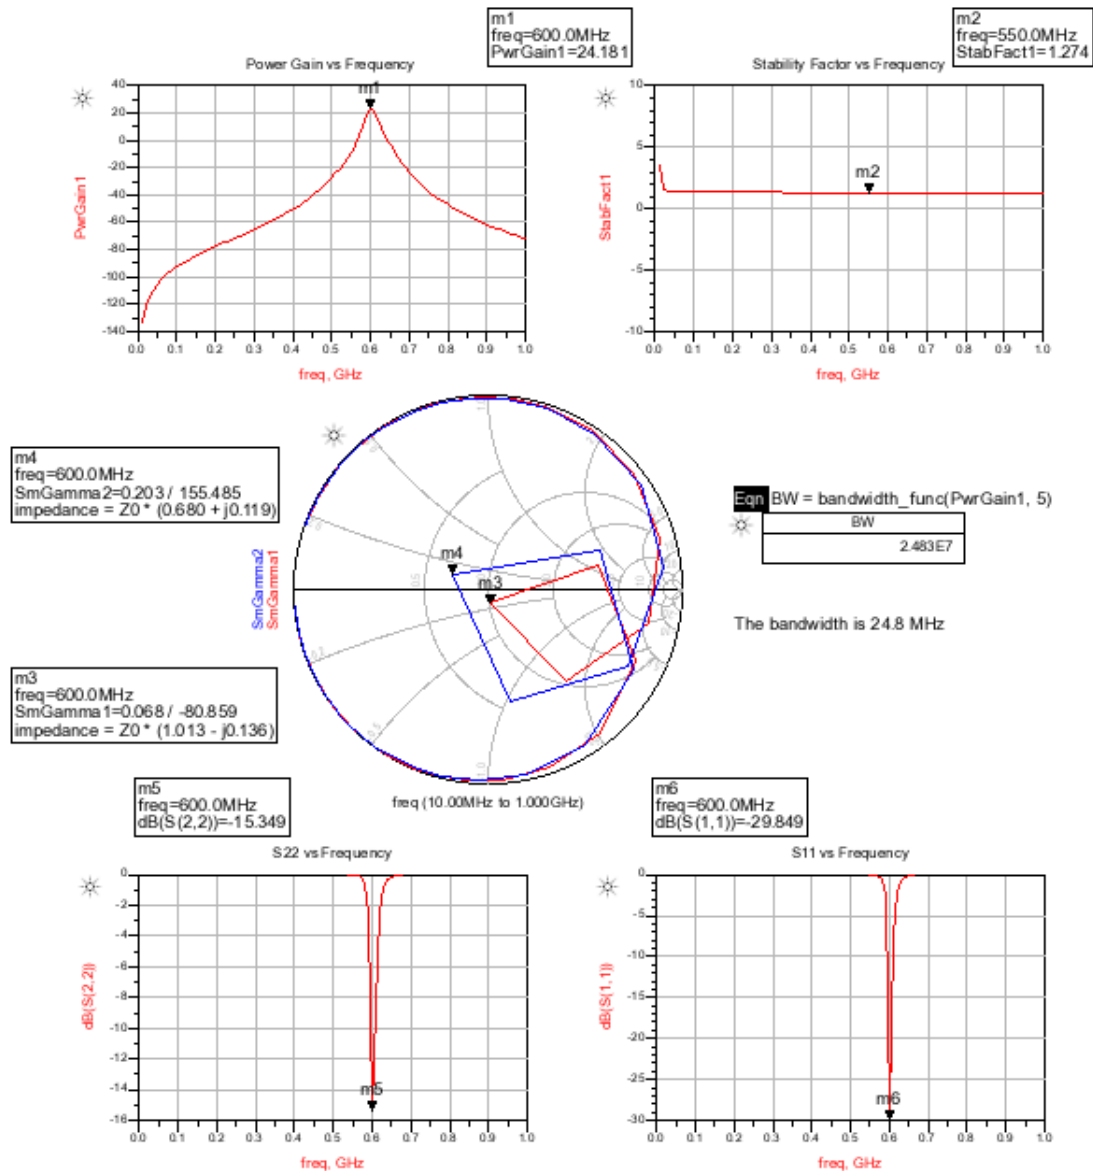 m1
freq=600.0MHz
PwrGain1=24.181
m2
freq=550.0MHz
StabFact1=1.274
Power Gain vs Frequency
m1
40
20
0
-20
-40
-60
-80
-100
-120
-140
PwrGain1
0.0 0.1 0.2 0.3 0.4 0.5 0.6 0.7 0.8 0.9 1.0
freq, GHz
Stability Factor vs Frequency
m2
10
5
0
-5
-10
StabFact1
0.0 0.1 0.2 0.3 0.4 0.5 0.6 0.7 0.8 0.9 1.0
freq, GHz
m4
freq=600.0MHz
SmGamma2=0.203 / 155.485
impedance = Z0 * (0.680 + j0.119)
m3
freq=600.0MHz
SmGamma1=0.068 / -80.859
impedance = Z0 * (1.013 - j0.136)
SmGamma2
SmGamma1
m4
m3
0.5
10
freq (10.00MHz to 1.000GHz)
Eqn BW = bandwidth_func(PwrGain1, 5)
BW
2.483E7
The bandwidth is 24.8 MHz
m5
freq=600.0MHz
dB(S(2,2))=-15.349
m6
freq=600.0MHz
dB(S(1,1))=-29.849
S22 vs Frequency
0
-2
-4
-6
-8
-10
-12
-14
-16
dB(S(2,2))
m5
0.0 0.1 0.2 0.3 0.4 0.5 0.6 0.7 0.8 0.9 1.0
freq, GHz
S11 vs Frequency
0
-5
-10
-15
-20
-25
-30
dB(S(1,1))
m6
0.0 0.1 0.2 0.3 0.4 0.5 0.6 0.7 0.8 0.9 1.0
freq, GHz